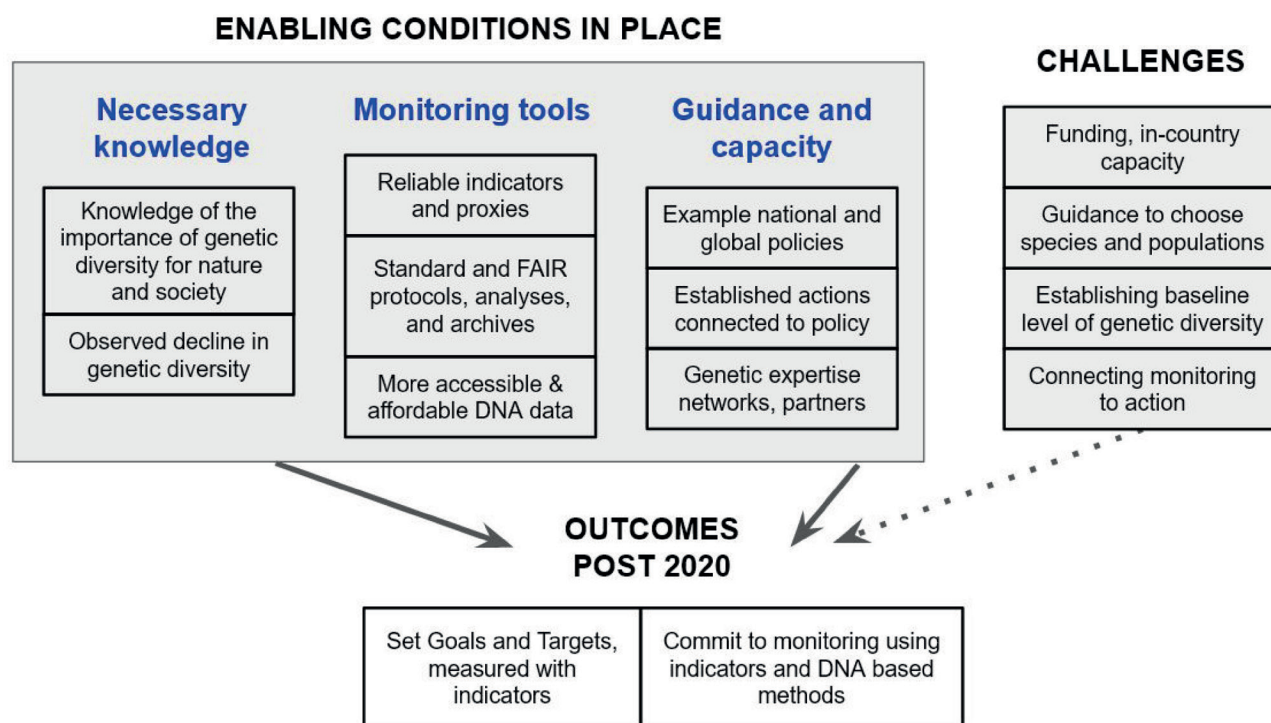 ENABLING CONDITIONS IN PLACE
Necessary
knowledge
Knowledge of the
importance of genetic
diversity for nature
and society
Observed decline in
genetic diversity
Monitoring tools
Reliable indicators
and proxies
Standard and FAIR
protocols, analyses,
and archives
More accessible &
affordable DNA data
Guidance and
capacity
Example national and
global policies
Established actions
connected to policy
Genetic expertise
networks, partners
CHALLENGES
Funding, in-country
capacity
Guidance to choose
species and populations
Establishing baseline
level of genetic diversity
Connecting monitoring
to action
OUTCOMES
POST 2020
Set Goals and Targets,
measured with
indicators
Commit to monitoring using
indicators and DNA based
methods